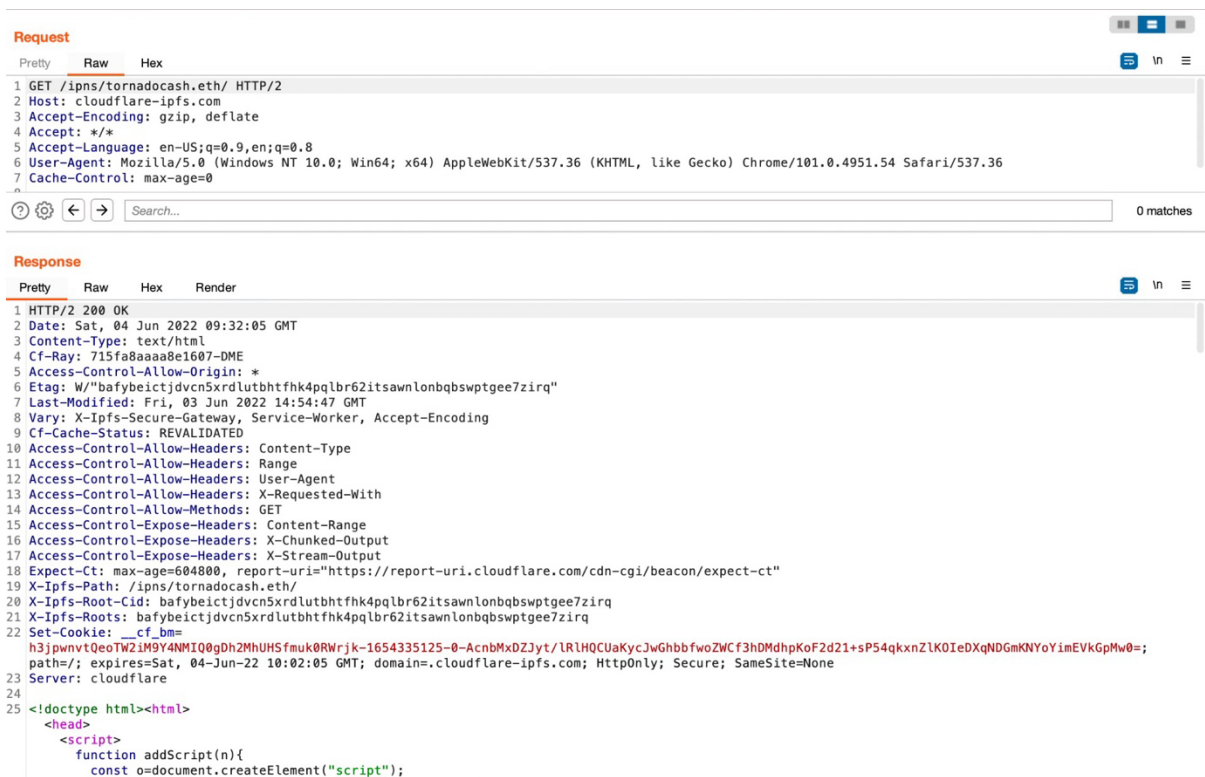 Request
Pretty Raw Hex
\n
1 GET /ipns/tornadocash.eth/ HTTP/2
2 Host: cloudflare-ipfs.com
3 Accept-Encoding: gzip, deflate
4 Accept: */*
5 Accept-Language: en-US;q=0.9,en;q=0.8
6 User-Agent: Mozilla/5.0 (Windows NT 10.0; Win64; x64) AppleWebKit/537.36 (KHTML, like Gecko) Chrome/101.0.4951.54 Safari/537.36
7 Cache-Control: max-age=0
Search... 0 matches
Response
Pretty Raw Hex Render
\n
1 HTTP/2 200 OK
2 Date: Sat, 04 Jun 2022 09:32:05 GMT
3 Content-Type: text/html
4 Cf-Ray: 715fa8aaaa8e1607-DME
5 Access-Control-Allow-Origin: *
6 Etag: W/"bafybeictjdvcn5xrdlutbhtfhk4pqlbr62itsawnlonbqbswptgee7zirq"
7 Last-Modified: Fri, 03 Jun 2022 14:54:47 GMT
8 Vary: X-Ipfs-Secure-Gateway, Service-Worker, Accept-Encoding
9 Cf-Cache-Status: REVALIDATED
10 Access-Control-Allow-Headers: Content-Type
11 Access-Control-Allow-Headers: Range
12 Access-Control-Allow-Headers: User-Agent
13 Access-Control-Allow-Headers: X-Requested-With
14 Access-Control-Allow-Methods: GET
15 Access-Control-Expose-Headers: Content-Range
16 Access-Control-Expose-Headers: X-Chunked-Output
17 Access-Control-Expose-Headers: X-Stream-Output
18 Expect-Ct: max-age=604800, report-uri="https://report-uri.cloudflare.com/cdn-cgi/beacon/expect-ct"
19 X-Ipfs-Path: /ipns/tornadocash.eth/
20 X-Ipfs-Root-Cid: bafybeictjdvcn5xrdlutbhtfhk4pqlbr62itsawnlonbqbswptgee7zirq
21 X-Ipfs-Roots: bafybeictjdvcn5xrdlutbhtfhk4pqlbr62itsawnlonbqbswptgee7zirq
22 Set-Cookie: __cf_bm=
h3jpwnvtQeoTW2iM9Y4NMIQ0gDh2MhUHSfmuk0RWrjk-1654335125-0-AcnbMxDZJyt/lRlHQCUaKycJwGhbbfwoZWCf3hDMdhpKoF2d21+sP54qkxnZlKOIeDXqNDGmKNYoYimEVkGpMw0=;
path=/; expires=Sat, 04-Jun-22 10:02:05 GMT; domain=.cloudflare-ipfs.com; HttpOnly; Secure; SameSite=None
23 Server: cloudflare
24
25 <!doctype html><html>
<head>
<script>
function addScript(n){
const o=document.createElement("script");